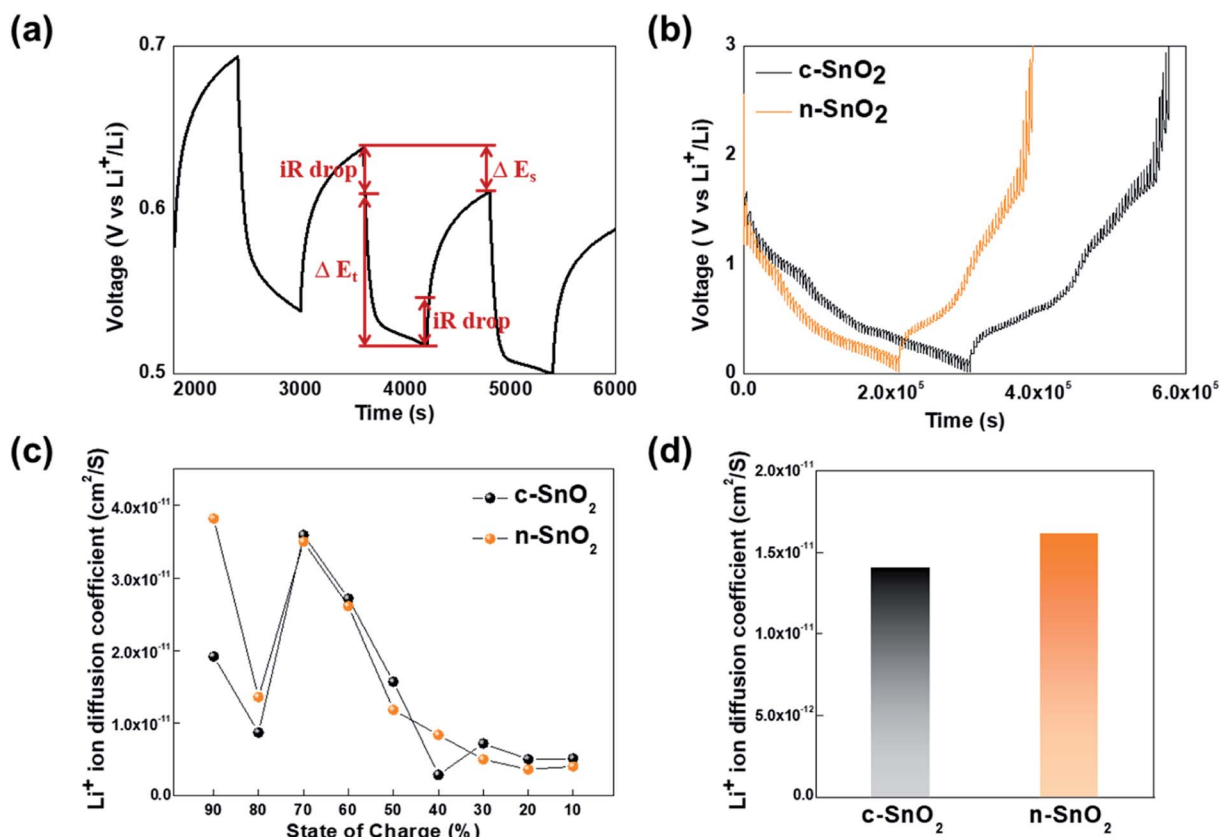 (a)
0.7
0.6
0.5
Voltage (V vs Li⁺/Li)
iR drop
Δ Eₛ
Δ Eₜ
iR drop
2000 3000 4000 5000 6000
Time (s)
(b)
3
2
1
0
Voltage ( V vs Li⁺/Li)
c-SnO₂
n-SnO₂
0.0 2.0x10⁵ 4.0x10⁵ 6.0x10⁵
Time (s)
(c)
4.0x10⁻¹¹
3.0x10⁻¹¹
2.0x10⁻¹¹
1.0x10⁻¹¹
0.0
Li⁺ ion diffusion coefficient (cm²/S)
c-SnO₂
n-SnO₂
90 80 70 60 50 40 30 20 10
State of Charge (%)
(d)
2.0x10⁻¹¹
1.5x10⁻¹¹
1.0x10⁻¹¹
5.0x10⁻¹²
0.0
Li⁺ ion diffusion coefficient (cm²/S)
c-SnO₂ n-SnO₂